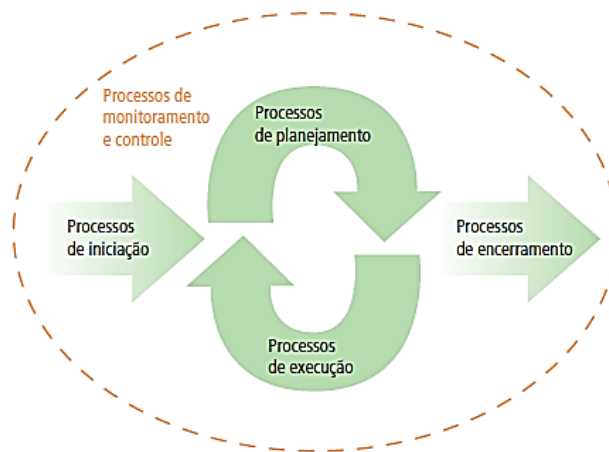 Processos de
monitoramento
e controle
Processos
de planejamento
Processos
de iniciação
Processos
de encerramento
Processos
de execução